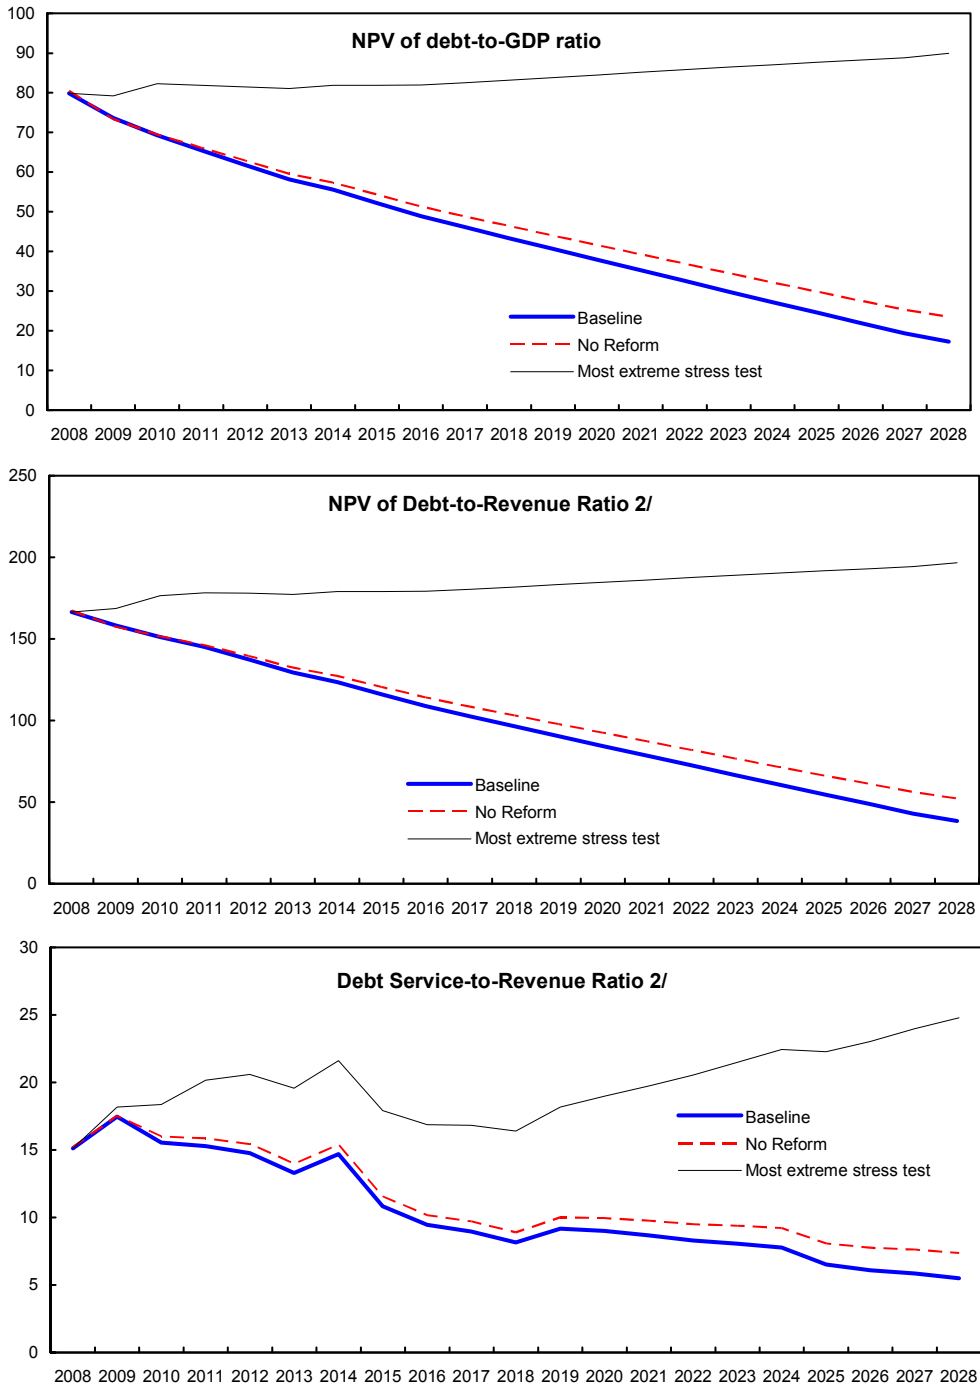 100
NPV of debt-to-GDP ratio
90
80
70
60
50
40
30
Baseline
20
No Reform
Most extreme stress test
10
0
2008 2009 2010 2011 2012 2013 2014 2015 2016 2017 2018 2019 2020 2021 2022 2023 2024 2025 2026 2027 2028
250
NPV of Debt-to-Revenue Ratio 2/
200
150
100
Baseline
No Reform
50
Most extreme stress test
0
2008 2009 2010 2011 2012 2013 2014 2015 2016 2017 2018 2019 2020 2021 2022 2023 2024 2025 2026 2027 2028
30
Debt Service-to-Revenue Ratio 2/
25
20
Baseline
No Reform
15
Most extreme stress test
10
5
0
2008 2009 2010 2011 2012 2013 2014 2015 2016 2017 2018 2019 2020 2021 2022 2023 2024 2025 2026 2027 2028